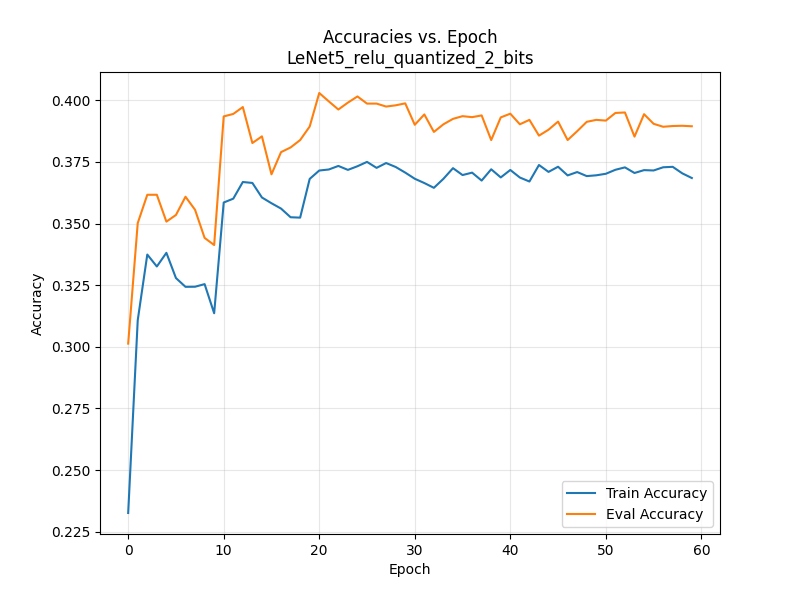 Accuracies vs. Epoch
LeNet5_relu_quantized_2_bits
0.400
0.375
0.350
0.325
0.300
0.275
0.250
0.225
Accuracy
Train Accuracy
Eval Accuracy
0 10 20 30 40 50 60
Epoch